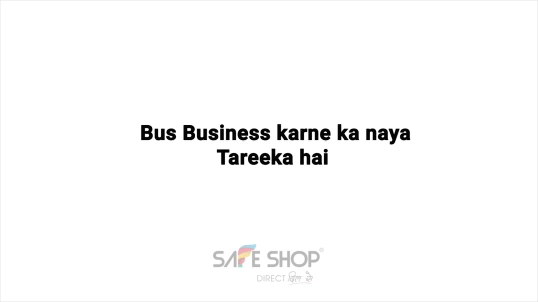 Bus Business karne ka naya
Tareeka hai
SAFE SHOP
DIRECT